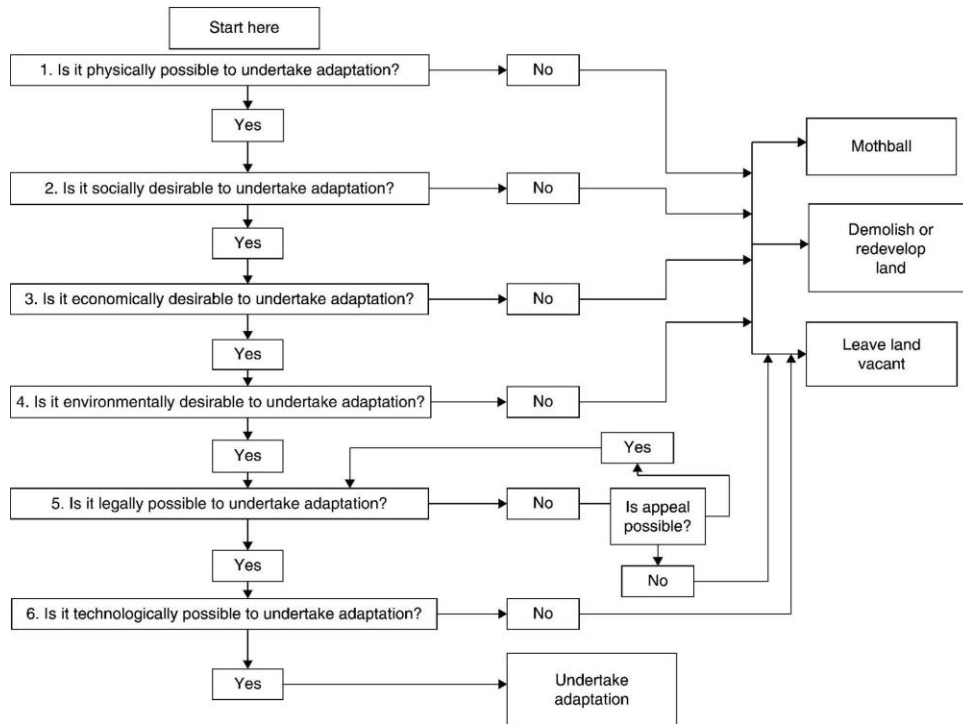 Start here
1. Is it physically possible to undertake adaptation?
No
Yes
Mothball
2. Is it socially desirable to undertake adaptation?
No
Yes
Demolish or
redevelop
land
3. Is it economically desirable to undertake adaptation?
No
Yes
Leave land
vacant
4. Is it environmentally desirable to undertake adaptation?
No
Yes
Yes
5. Is it legally possible to undertake adaptation?
No
Is appeal
possible?
Yes
No
6. Is it technologically possible to undertake adaptation?
No
Yes
Undertake
adaptation